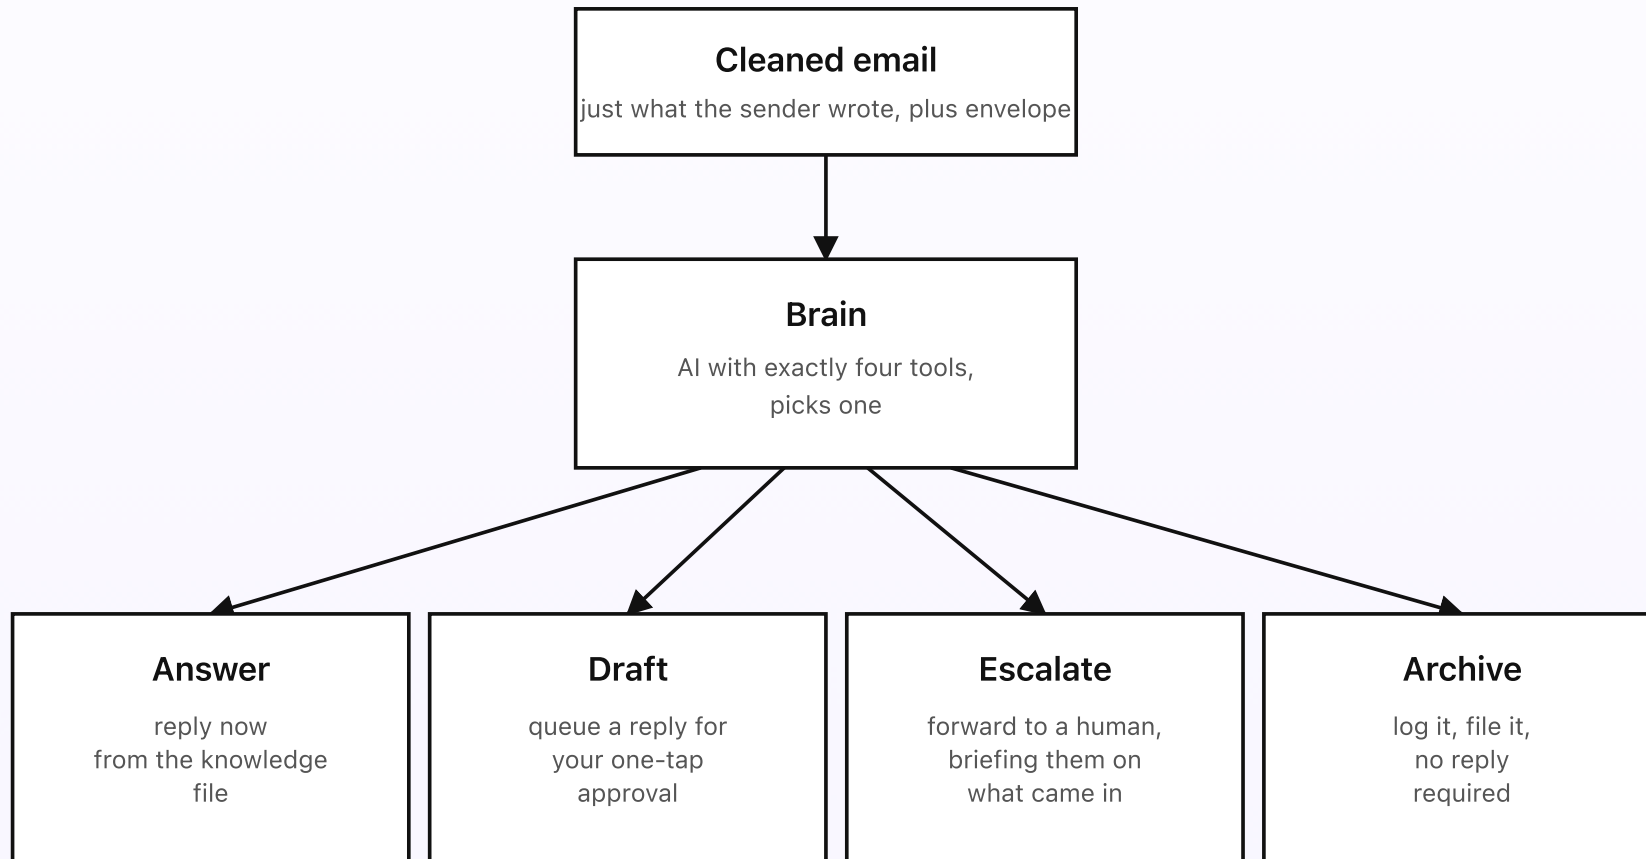 Cleaned email
just what the sender wrote, plus envelope
Brain
AI with exactly four tools,
picks one
Answer
reply now
from the knowledge
file
Draft
queue a reply for
your one-tap
approval
Escalate
forward to a human,
briefing them on
what came in
Archive
log it, file it,
no reply
required